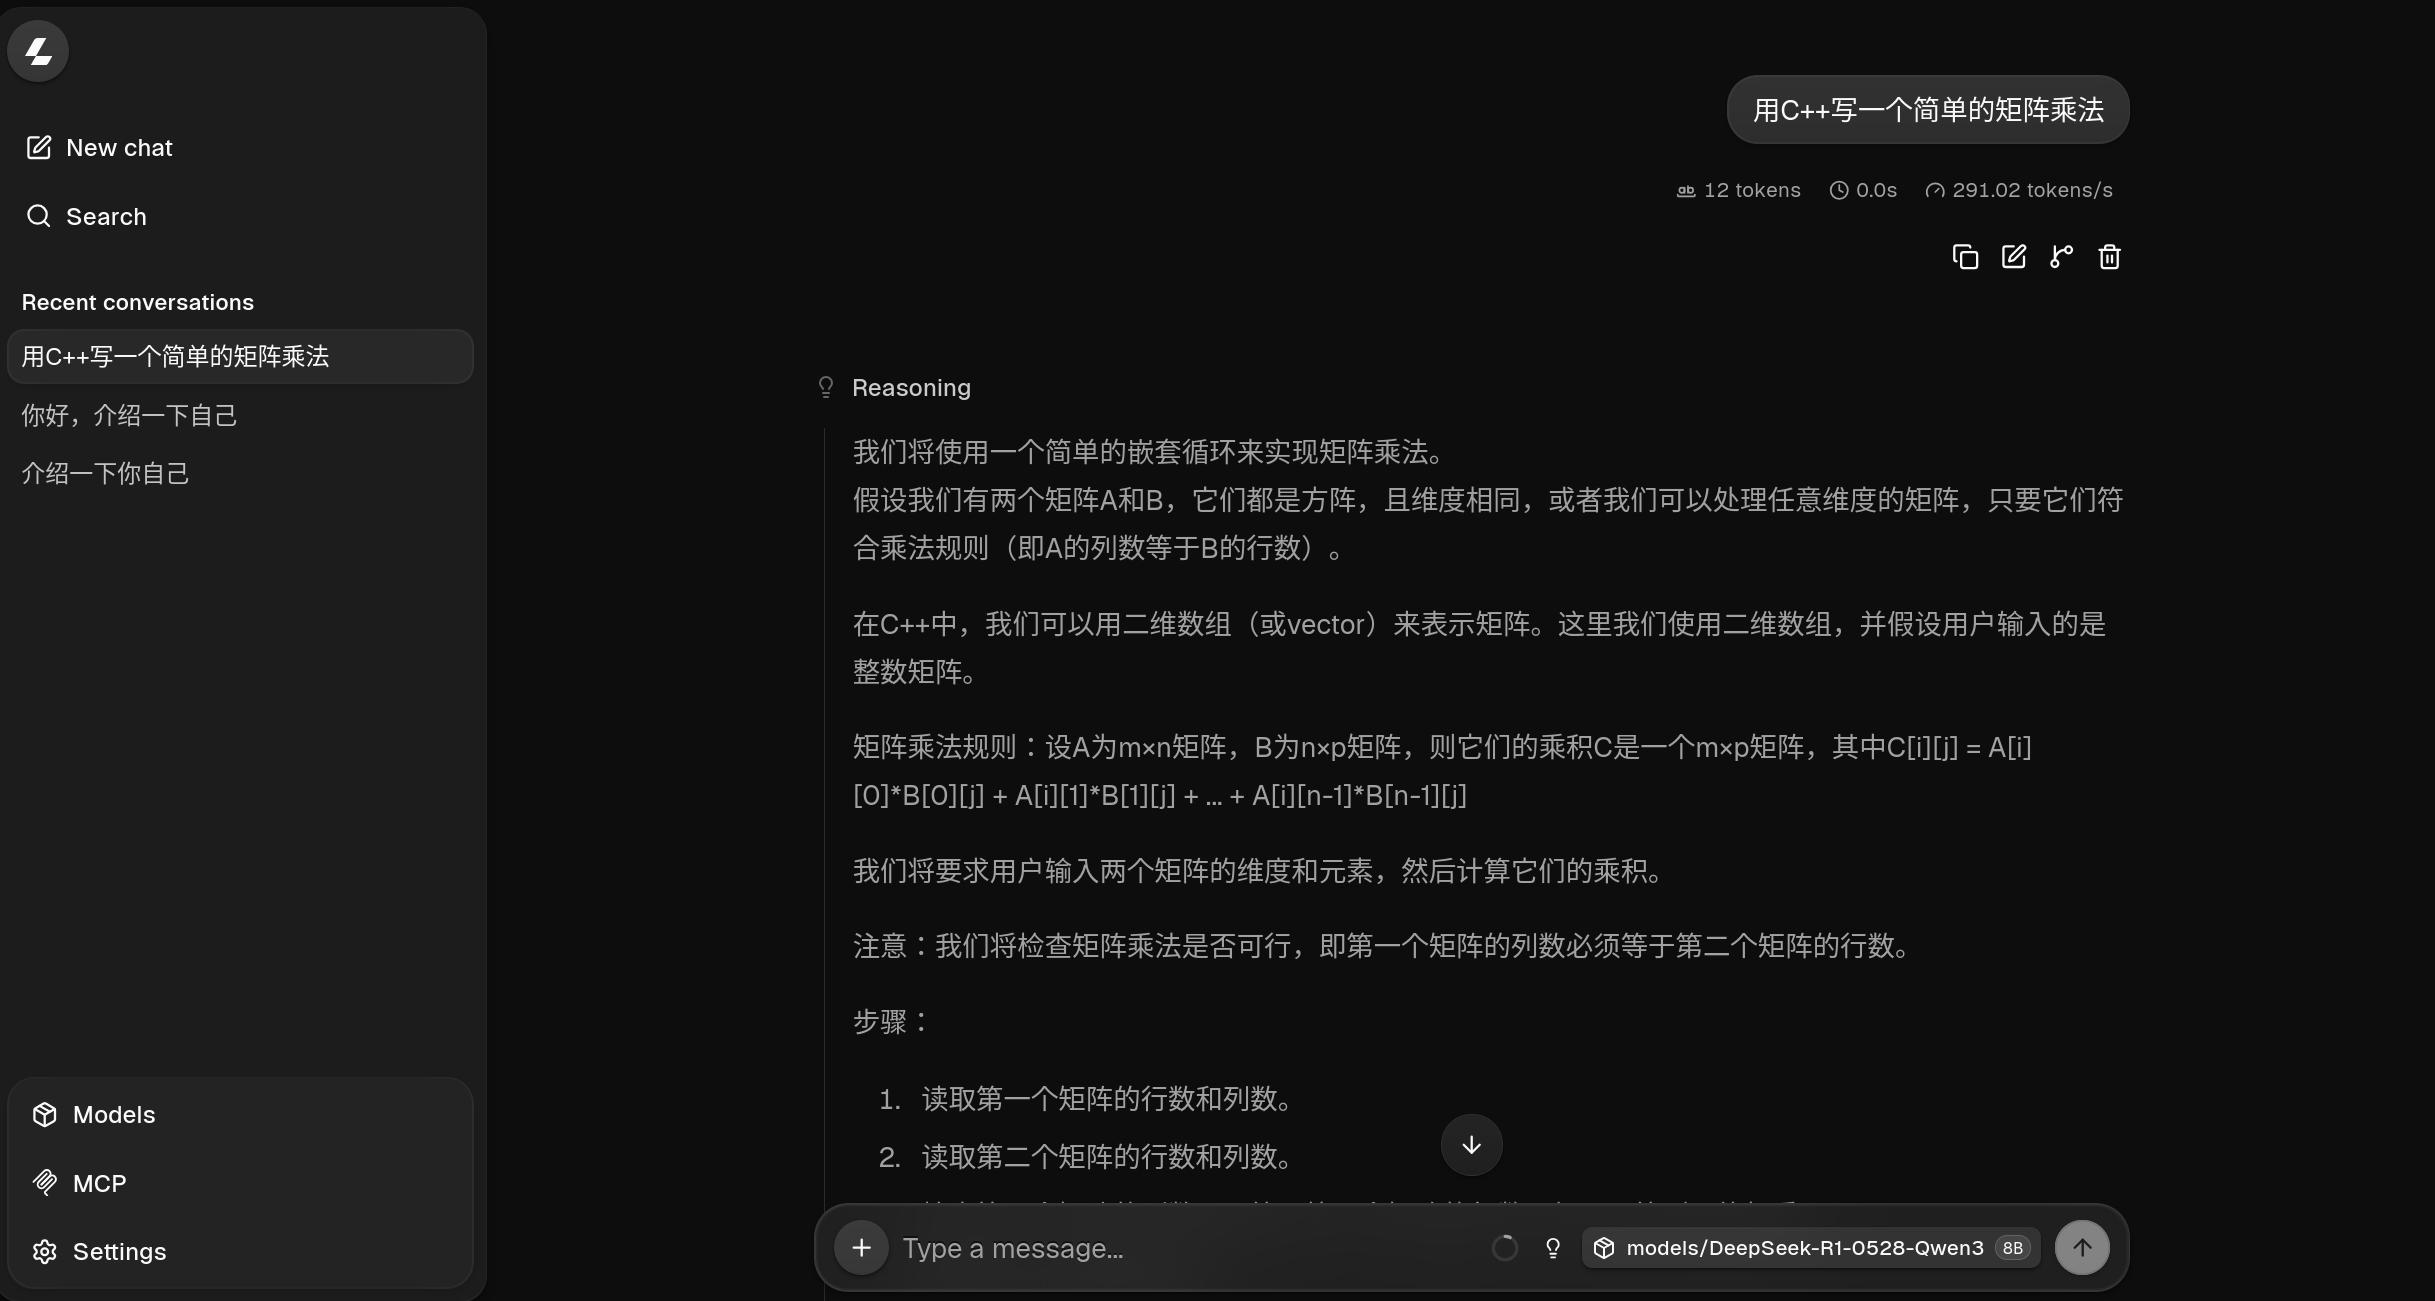 New chat
Search
Recent conversations
用C++写一个简单的矩阵乘法
你好，介绍一下自己
介绍一下你自己
Models
MCP
Settings
用C++写一个简单的矩阵乘法
12 tokens 0.0s 291.02 tokens/s
Reasoning
我们将使用一个简单的嵌套循环来实现矩阵乘法。
假设我们有两个矩阵A和B，它们都是方阵，且维度相同，或者我们可以处理任意维度的矩阵，只要它们符
合乘法规则（即A的列数等于B的行数）。
在C++中，我们可以用二维数组（或vector）来表示矩阵。这里我们使用二维数组，并假设用户输入的是
整数矩阵。
矩阵乘法规则：设A为m×n矩阵，B为n×p矩阵，则它们的乘积C是一个m×p矩阵，其中C[i][j] = A[i]
[0]*B[0][j] + A[i][1]*B[1][j] + ... + A[i][n-1]*B[n-1][j]
我们将要求用户输入两个矩阵的维度和元素，然后计算它们的乘积。
注意：我们将检查矩阵乘法是否可行，即第一个矩阵的列数必须等于第二个矩阵的行数。
步骤：
1. 读取第一个矩阵的行数和列数。
2. 读取第二个矩阵的行数和列数。
Type a message...
models/DeepSeek-R1-0528-Qwen3 8B